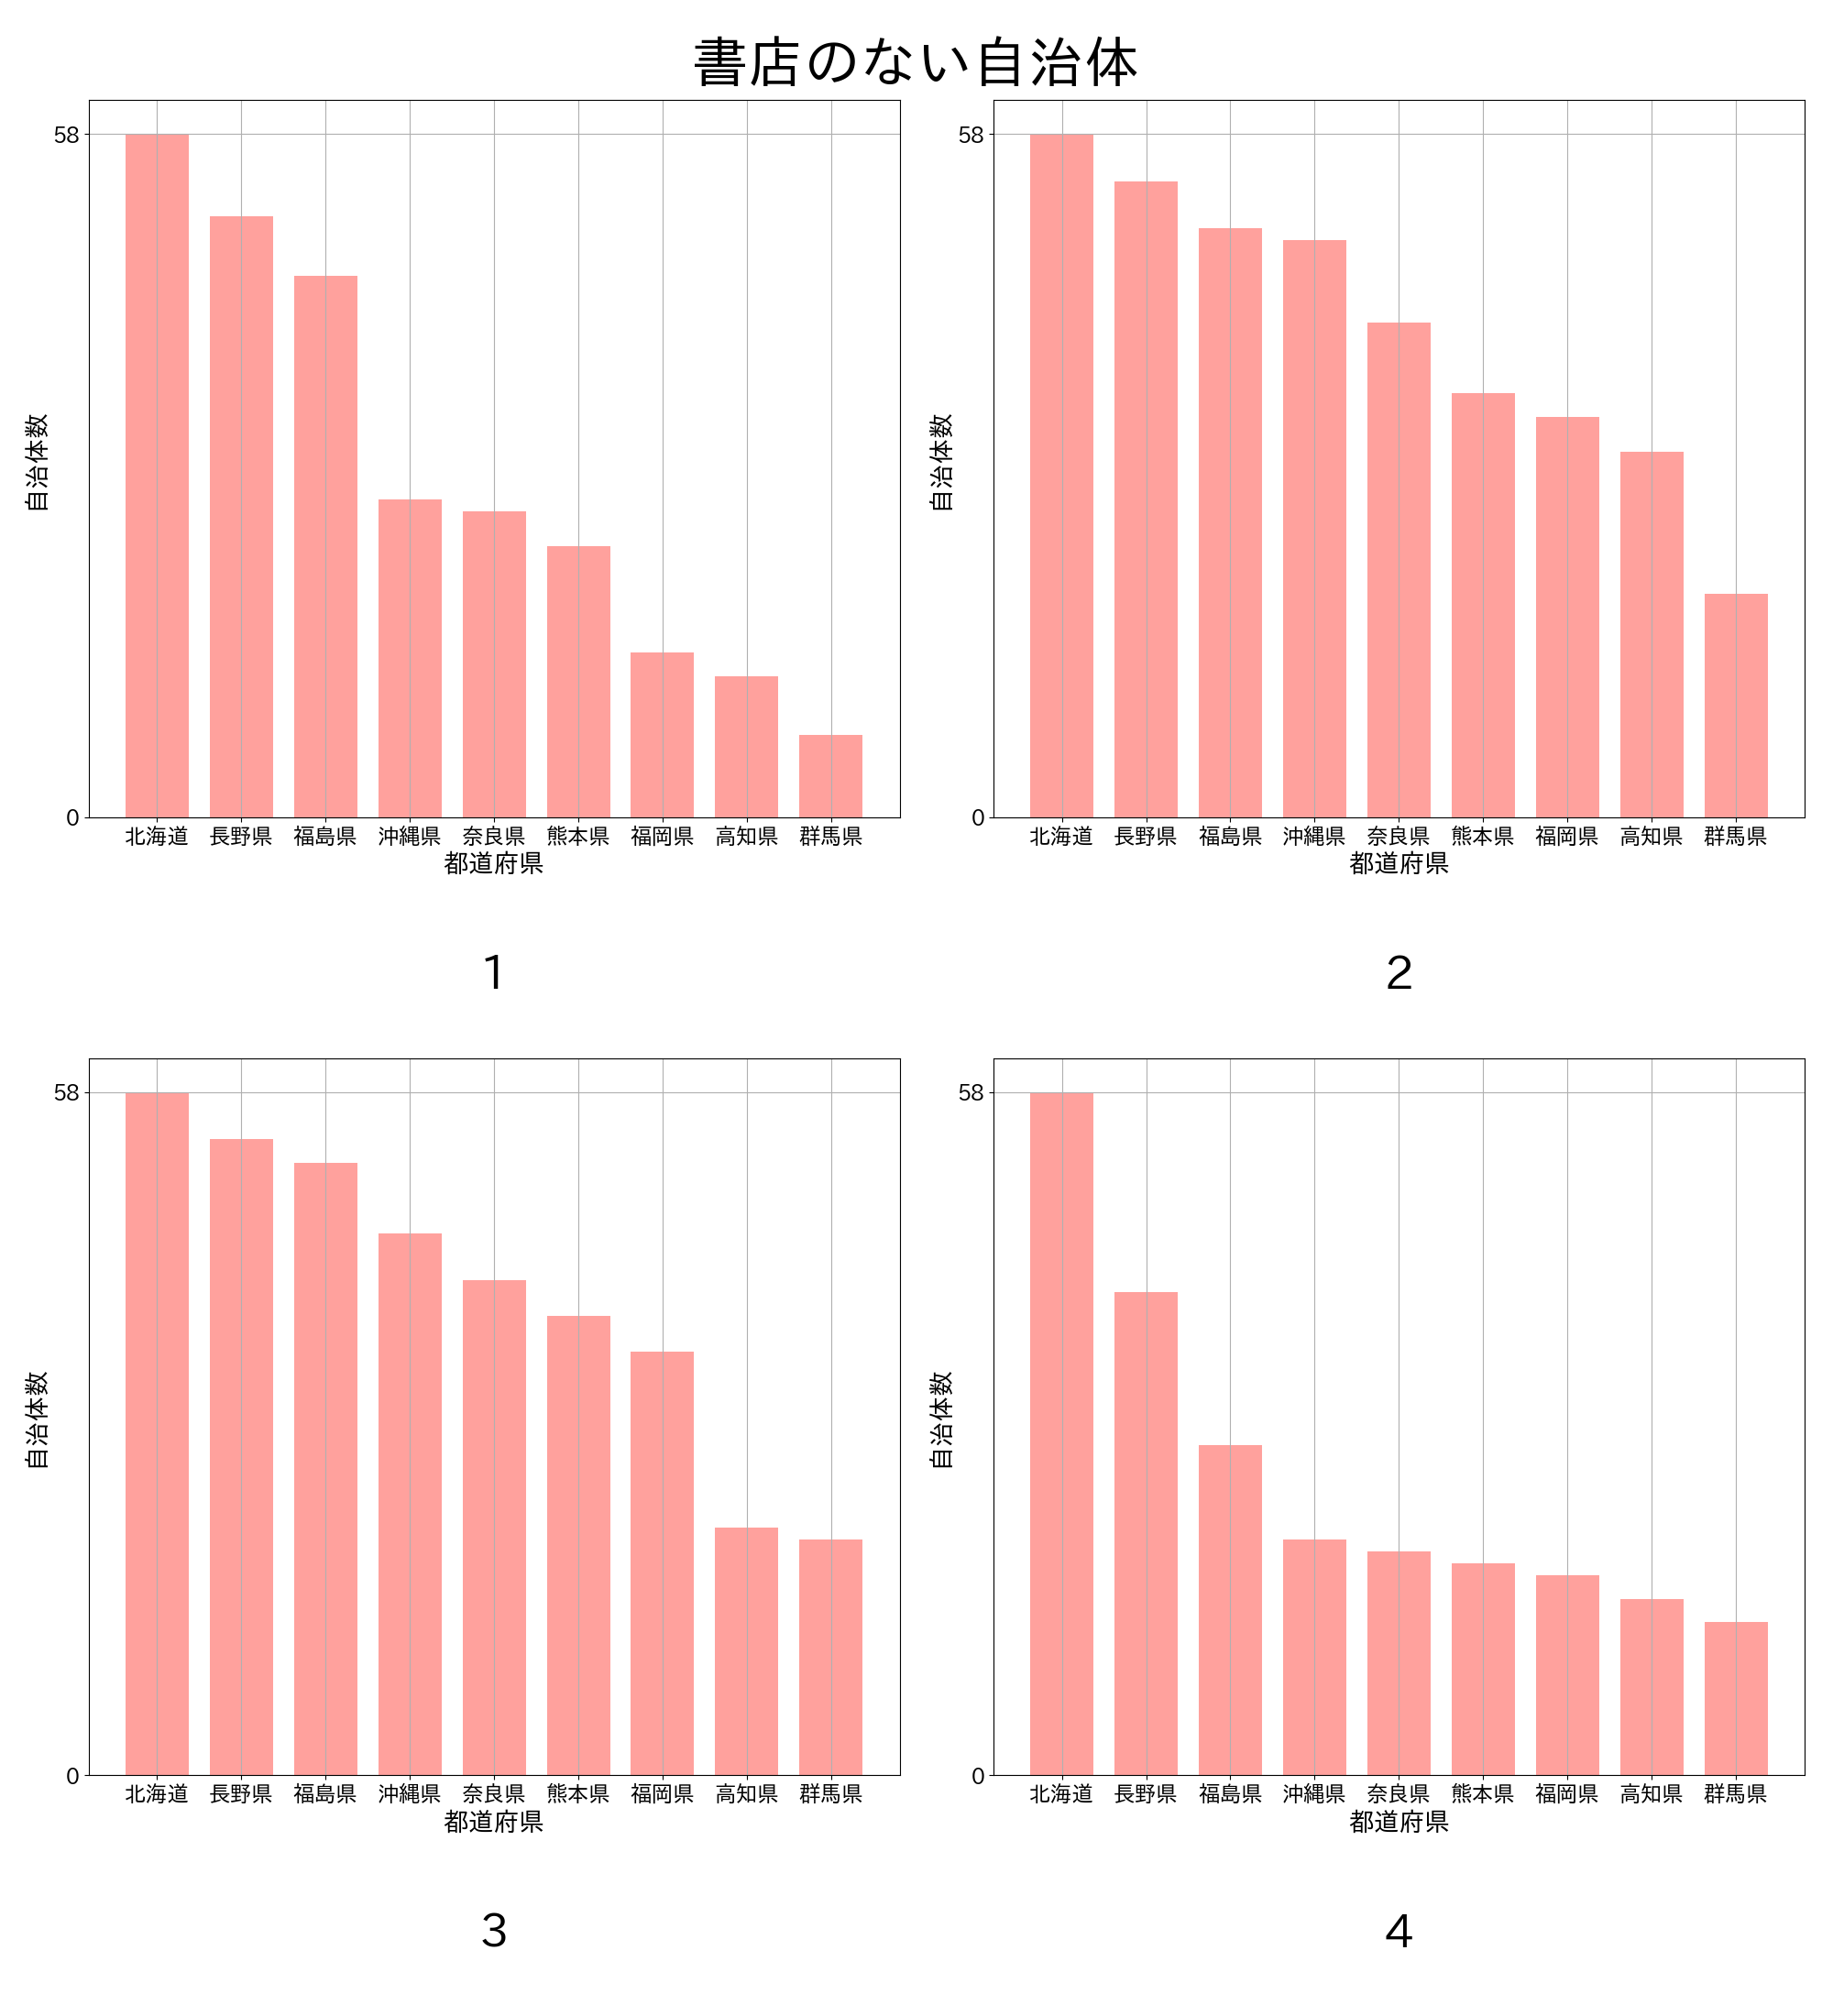 書店のない自治体
58
0
自治体数
北海道 長野県 福島県 沖縄県 奈良県 熊本県 福岡県 高知県 群馬県
都道府県
1
58
0
自治体数
北海道 長野県 福島県 沖縄県 奈良県 熊本県 福岡県 高知県 群馬県
都道府県
2
58
0
自治体数
北海道 長野県 福島県 沖縄県 奈良県 熊本県 福岡県 高知県 群馬県
都道府県
3
58
0
自治体数
北海道 長野県 福島県 沖縄県 奈良県 熊本県 福岡県 高知県 群馬県
都道府県
4